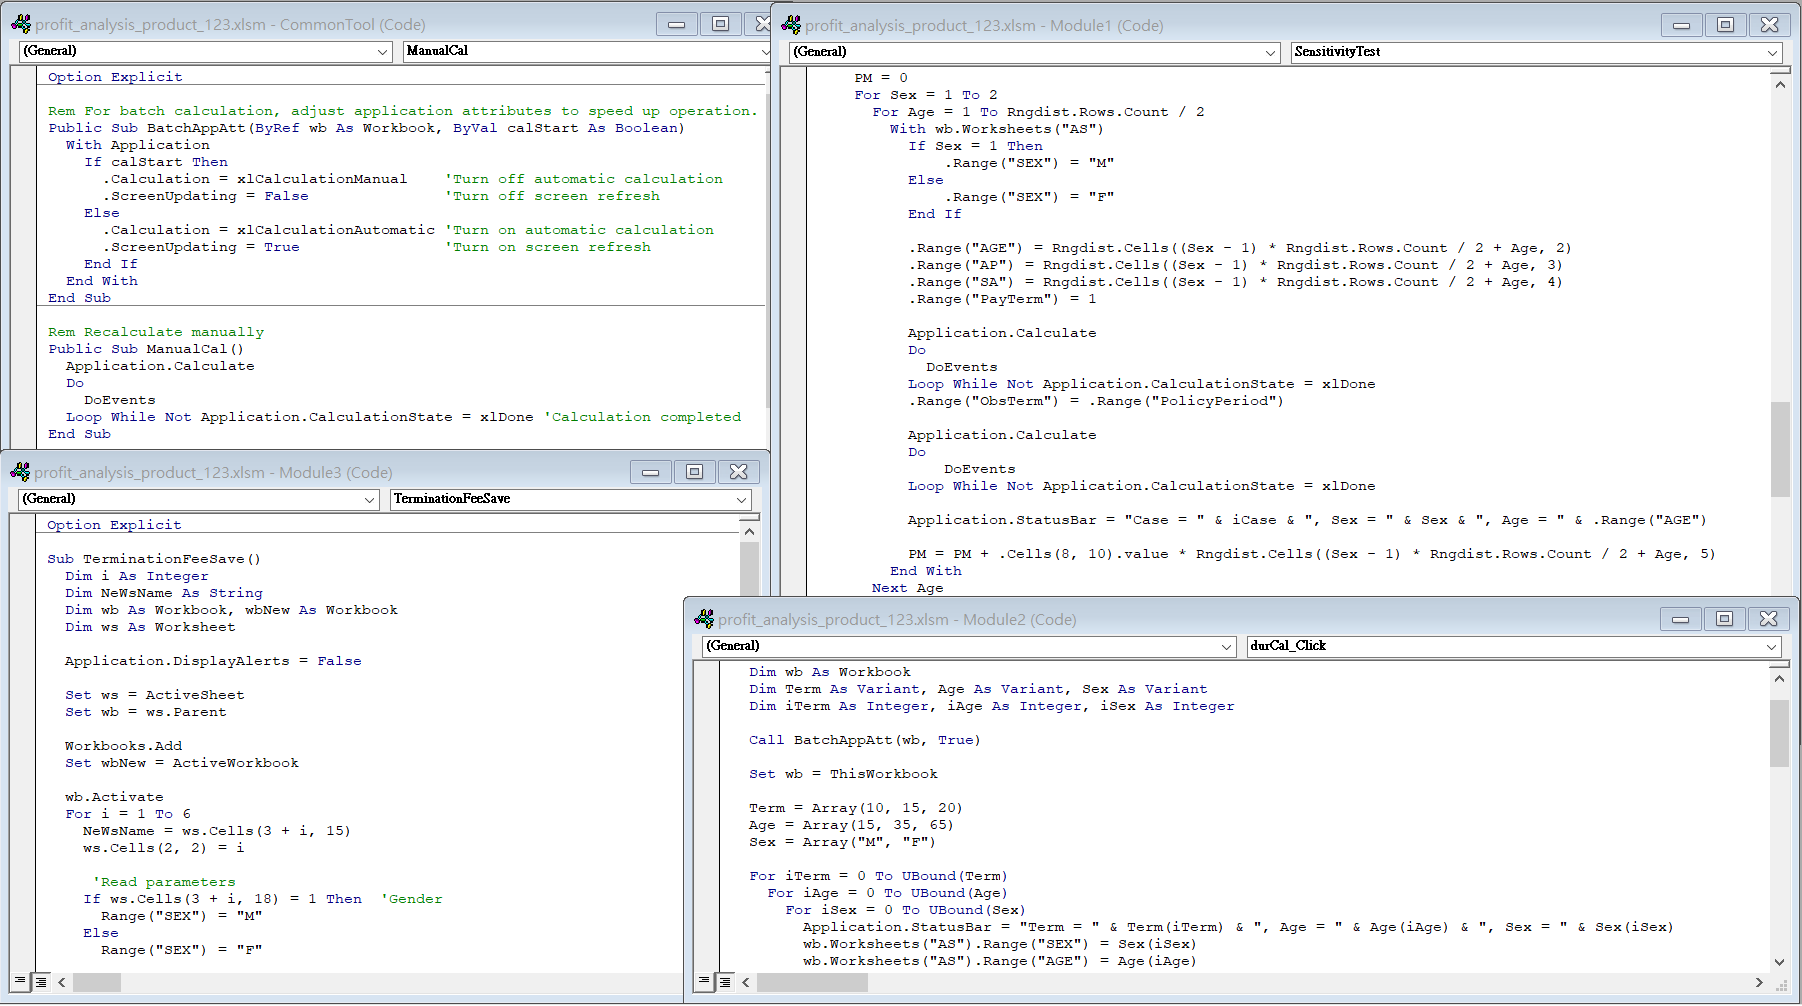 profit_analysis_product_123.xlsm - CommonTool (Code)
(General)
ManualCal
Option Explicit
Rem For batch calculation, adjust application attributes to speed up operation.
Public Sub BatchAppAtt(ByRef wb As Workbook, ByVal calStart As Boolean)
With Application
If calStart Then
.Calculation = xlCalculationManual 'Turn off automatic calculation
.ScreenUpdating = False 'Turn off screen refresh
Else
.Calculation = xlCalculationAutomatic 'Turn on automatic calculation
.ScreenUpdating = True 'Turn on screen refresh
End If
End With
End Sub
Rem Recalculate manually
Public Sub ManualCal()
Application.Calculate
Do
DoEvents
Loop While Not Application.CalculationState = xlDone 'Calculation completed
End Sub
profit_analysis_product_123.xlsm - Module1 (Code)
(General)
SensitivityTest
PM = 0
For Sex = 1 To 2
For Age = 1 To Rngdist.Rows.Count / 2
With wb.Worksheets("AS")
If Sex = 1 Then
.Range("SEX") = "M"
Else
.Range("SEX") = "F"
End If
.Range("AGE") = Rngdist.Cells((Sex - 1) * Rngdist.Rows.Count / 2 + Age, 2)
.Range("AP") = Rngdist.Cells((Sex - 1) * Rngdist.Rows.Count / 2 + Age, 3)
.Range("SA") = Rngdist.Cells((Sex - 1) * Rngdist.Rows.Count / 2 + Age, 4)
.Range("PayTerm") = 1
Application.Calculate
Do
DoEvents
Loop While Not Application.CalculationState = xlDone
.Range("ObsTerm") = .Range("PolicyPeriod")
Application.Calculate
Do
DoEvents
Loop While Not Application.CalculationState = xlDone
Application.StatusBar = "Case = " & iCase & ", Sex = " & Sex & ", Age = " & .Range("AGE")
PM = PM + .Cells(8, 10).value * Rngdist.Cells((Sex - 1) * Rngdist.Rows.Count / 2 + Age, 5)
End With
Next Age
profit_analysis_product_123.xlsm - Module3 (Code)
(General)
TerminationFeeSave
Option Explicit
Sub TerminationFeeSave()
Dim i As Integer
Dim NeWsName As String
Dim wb As Workbook, wbNew As Workbook
Dim ws As Worksheet
Application.DisplayAlerts = False
Set ws = ActiveSheet
Set wb = ws.Parent
Workbooks.Add
Set wbNew = ActiveWorkbook
wb.Activate
For i = 1 To 6
NeWsName = ws.Cells(3 + i, 15)
ws.Cells(2, 2) = i
'Read parameters
If ws.Cells(3 + i, 18) = 1 Then 'Gender
Range("SEX") = "M"
Else
Range("SEX") = "F"
profit_analysis_product_123.xlsm - Module2 (Code)
(General)
durCal_Click
Dim wb As Workbook
Dim Term As Variant, Age As Variant, Sex As Variant
Dim iTerm As Integer, iAge As Integer, iSex As Integer
Call BatchAppAtt(wb, True)
Set wb = ThisWorkbook
Term = Array(10, 15, 20)
Age = Array(15, 35, 65)
Sex = Array("M", "F")
For iTerm = 0 To UBound(Term)
For iAge = 0 To UBound(Age)
For iSex = 0 To UBound(Sex)
Application.StatusBar = "Term = " & Term(iTerm) & ", Age = " & Age(iAge) & ", Sex = " & Sex(iSex)
wb.Worksheets("AS").Range("SEX") = Sex(iSex)
wb.Worksheets("AS").Range("AGE") = Age(iAge)